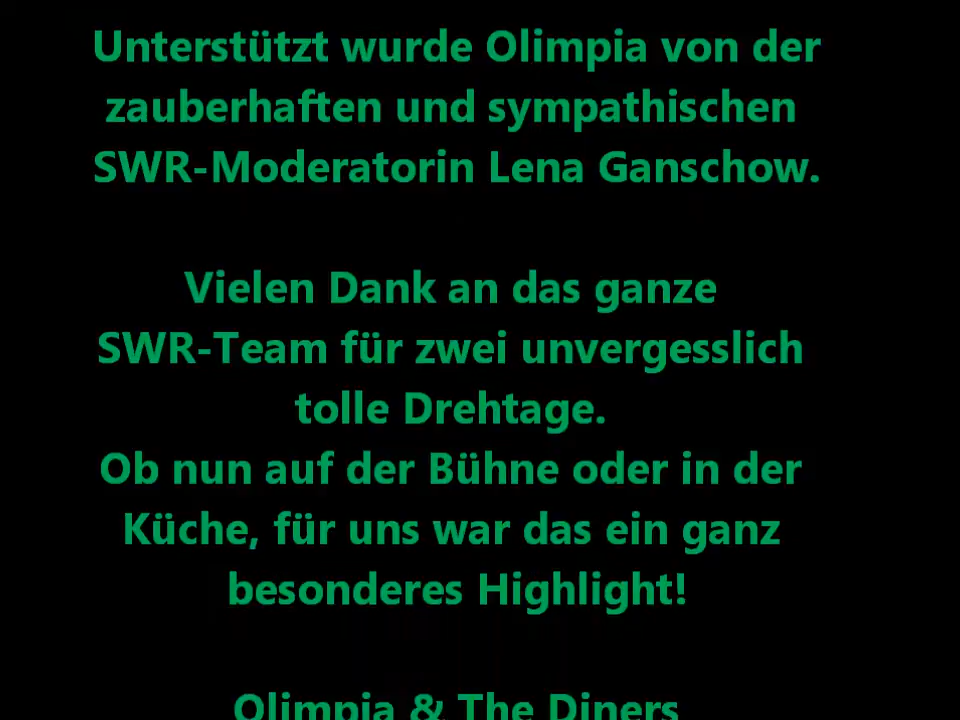 Unterstützt wurde Olimpia von der
zauberhaften und sympathischen
SWR-Moderatorin Lena Ganschow.
Vielen Dank an das ganze
SWR-Team für zwei unvergesslich
tolle Drehtage.
Ob nun auf der Bühne oder in der
Küche, für uns war das ein ganz
besonderes Highlight!
Olimpia & The Diners